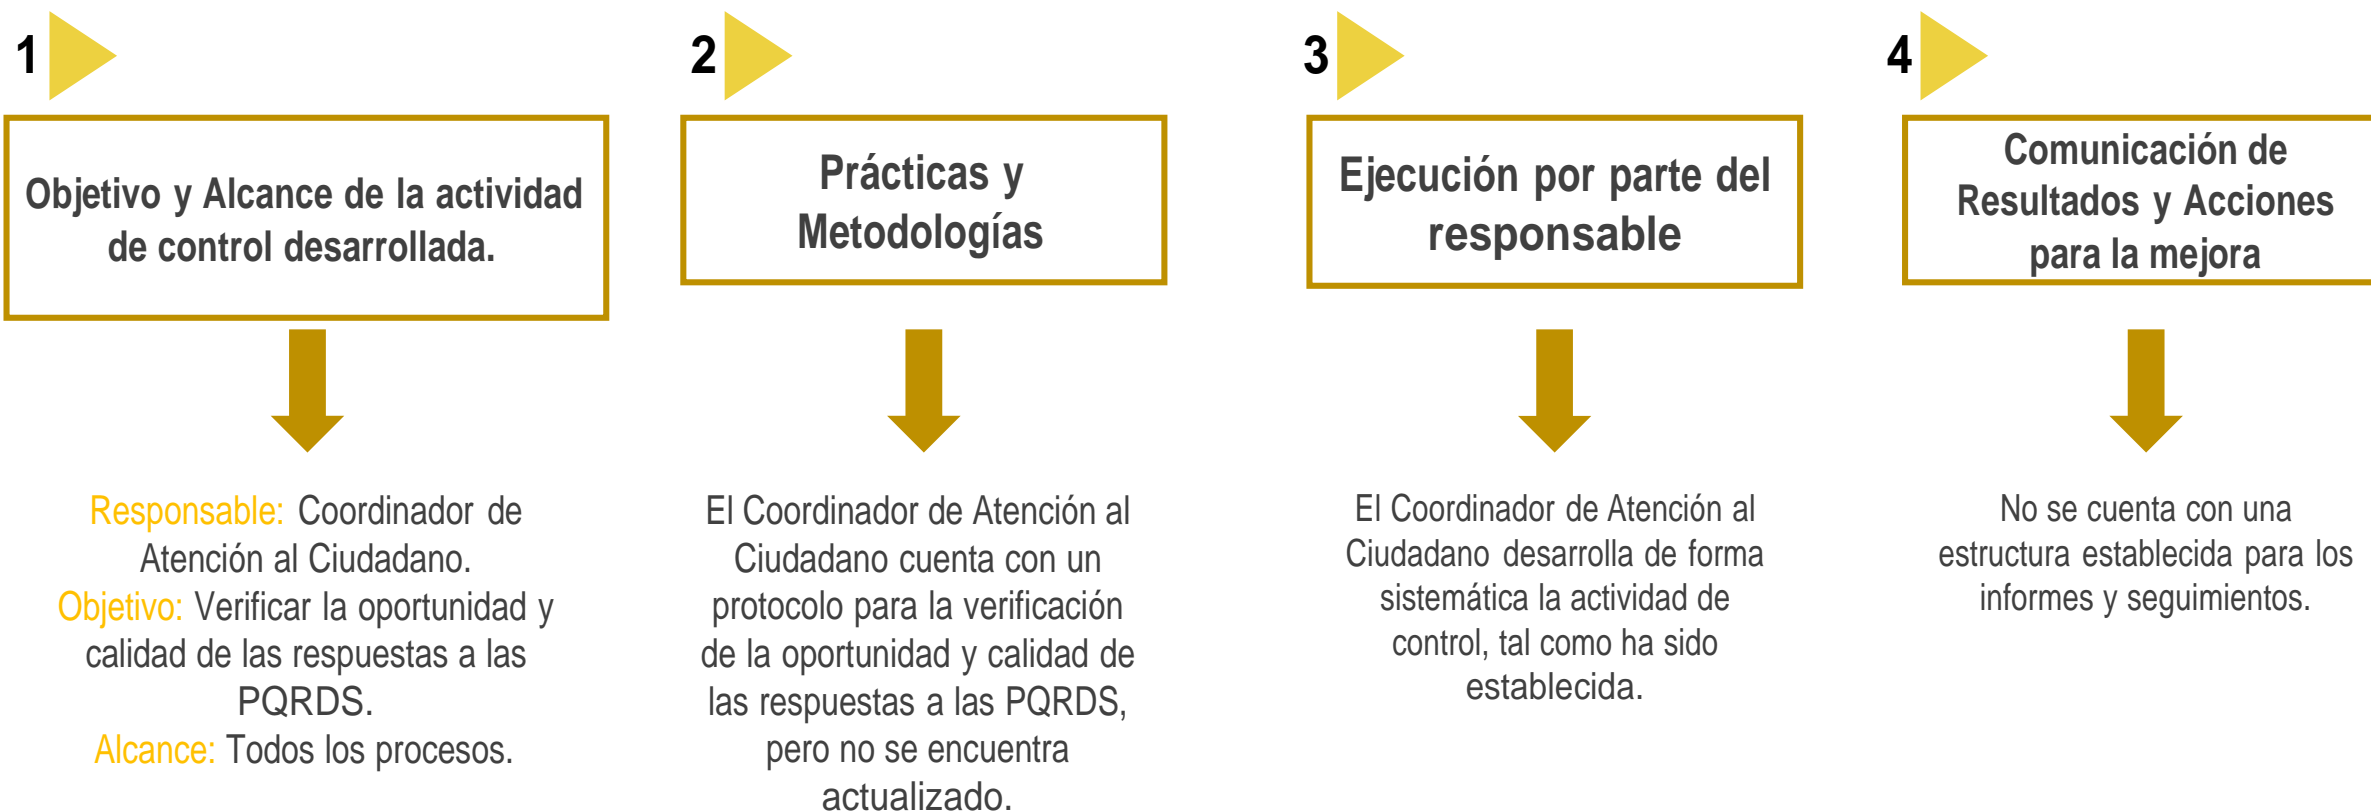 1
Objetivo y Alcance de la actividad
de control desarrollada.
Responsable: Coordinador de
Atención al Ciudadano.
Objetivo: Verificar la oportunidad y
calidad de las respuestas a las
PQRDS.
Alcance: Todos los procesos.
2
Prácticas y
Metodologías
El Coordinador de Atención al
Ciudadano cuenta con un
protocolo para la verificación
de la oportunidad y calidad de
las respuestas a las PQRDS,
pero no se encuentra
actualizado.
3
Ejecución por parte del
responsable
El Coordinador de Atención al
Ciudadano desarrolla de forma
sistemática la actividad de
control, tal como ha sido
establecida.
4
Comunicación de
Resultados y Acciones
para la mejora
No se cuenta con una
estructura establecida para los
informes y seguimientos.